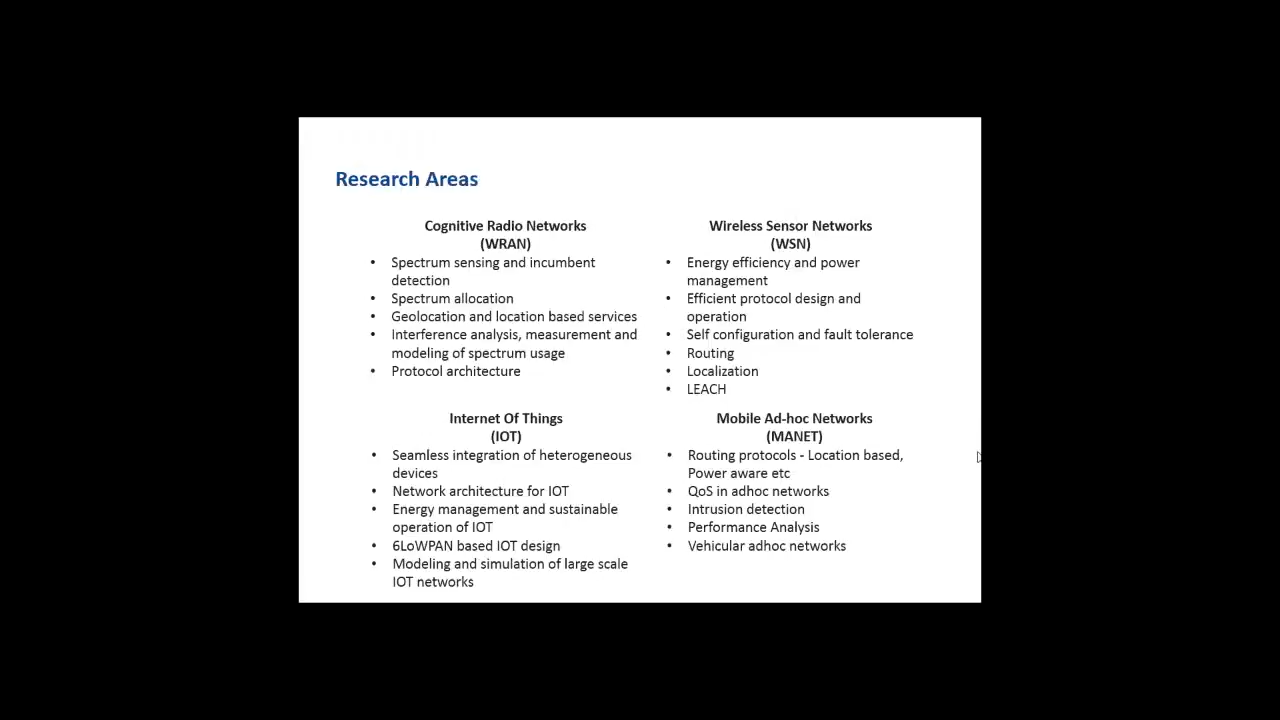 Research Areas
Cognitive Radio Networks
(WRAN)
• Spectrum sensing and incumbent
detection
• Spectrum allocation
• Geolocation and location based services
• Interference analysis, measurement and
modeling of spectrum usage
• Protocol architecture
Wireless Sensor Networks
(WSN)
• Energy efficiency and power
management
• Efficient protocol design and
operation
• Self configuration and fault tolerance
• Routing
• Localization
• LEACH
Internet Of Things
(IOT)
• Seamless integration of heterogeneous
devices
• Network architecture for IOT
• Energy management and sustainable
operation of IOT
• 6LoWPAN based IOT design
• Modeling and simulation of large scale
IOT networks
Mobile Ad-hoc Networks
(MANET)
• Routing protocols - Location based,
Power aware etc
• QoS in adhoc networks
• Intrusion detection
• Performance Analysis
• Vehicular adhoc networks